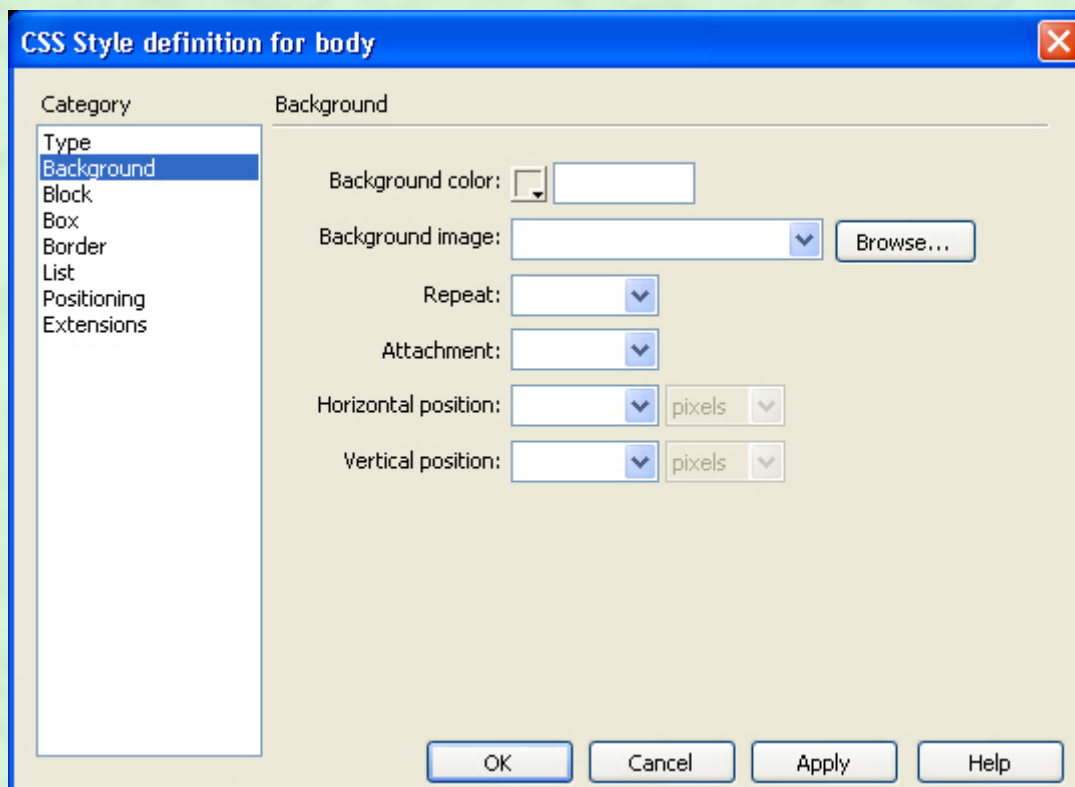 CSS Style definition for body
Category
Type
Background
Block
Box
Border
List
Positioning
Extensions
Background
Background color:
Background image:
Browse...
Repeat:
Attachment:
Horizontal position:
pixels
Vertical position:
pixels
OK
Cancel
Apply
Help